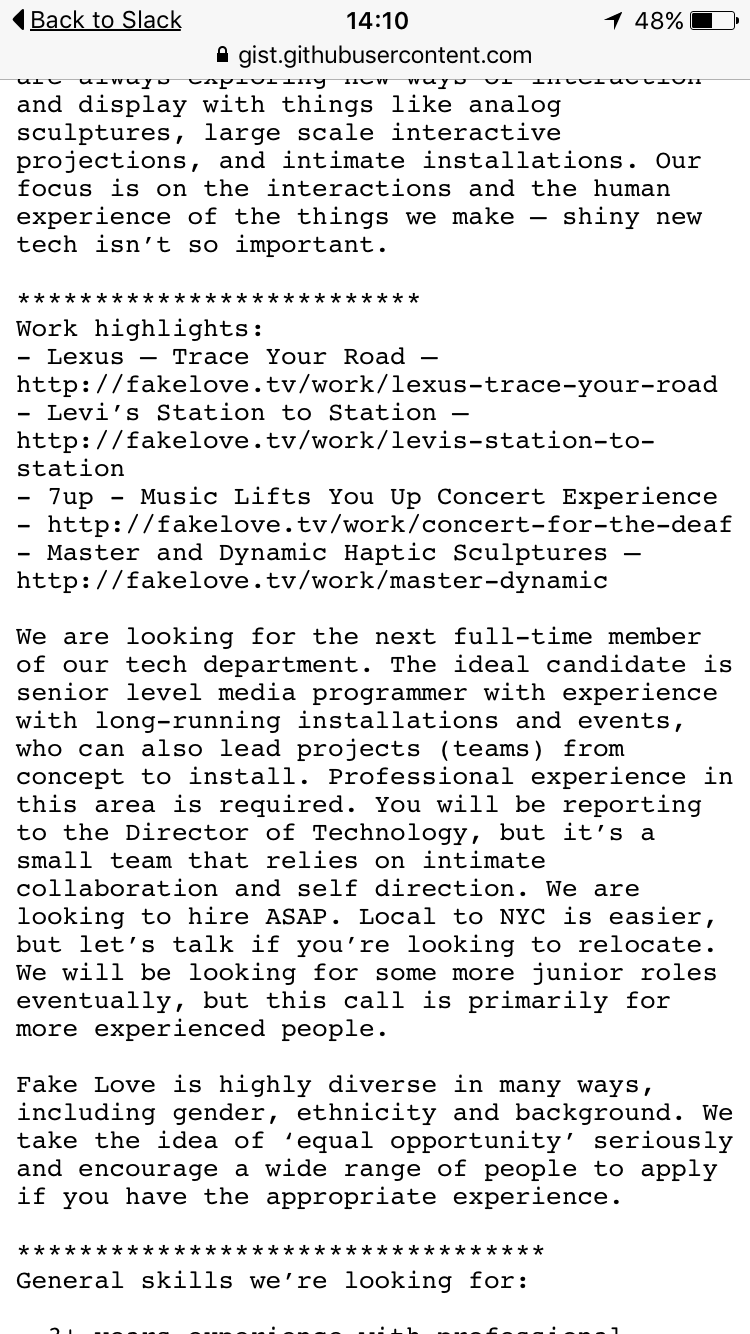 Back to Slack 14:10 48%
gist.githubusercontent.com
are always exploring new ways of interaction
and display with things like analog
sculptures, large scale interactive
projections, and intimate installations. Our
focus is on the interactions and the human
experience of the things we make — shiny new
tech isn’t so important.
**************************
Work highlights:
- Lexus — Trace Your Road —
http://fakelove.tv/work/lexus-trace-your-road
- Levi’s Station to Station —
http://fakelove.tv/work/levis-station-to-
station
- 7up - Music Lifts You Up Concert Experience
- http://fakelove.tv/work/concert-for-the-deaf
- Master and Dynamic Haptic Sculptures —
http://fakelove.tv/work/master-dynamic
We are looking for the next full-time member
of our tech department. The ideal candidate is
senior level media programmer with experience
with long-running installations and events,
who can also lead projects (teams) from
concept to install. Professional experience in
this area is required. You will be reporting
to the Director of Technology, but it’s a
small team that relies on intimate
collaboration and self direction. We are
looking to hire ASAP. Local to NYC is easier,
but let’s talk if you’re looking to relocate.
We will be looking for some more junior roles
eventually, but this call is primarily for
more experienced people.
Fake Love is highly diverse in many ways,
including gender, ethnicity and background. We
take the idea of ‘equal opportunity’ seriously
and encourage a wide range of people to apply
if you have the appropriate experience.
**********************************
General skills we’re looking for:
years experience with professional